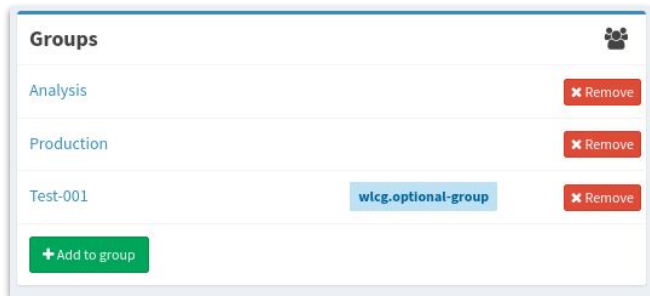 Groups
Analysis
Remove
Production
Remove
Test-001 wlcg.optional-group
Remove
Add to group